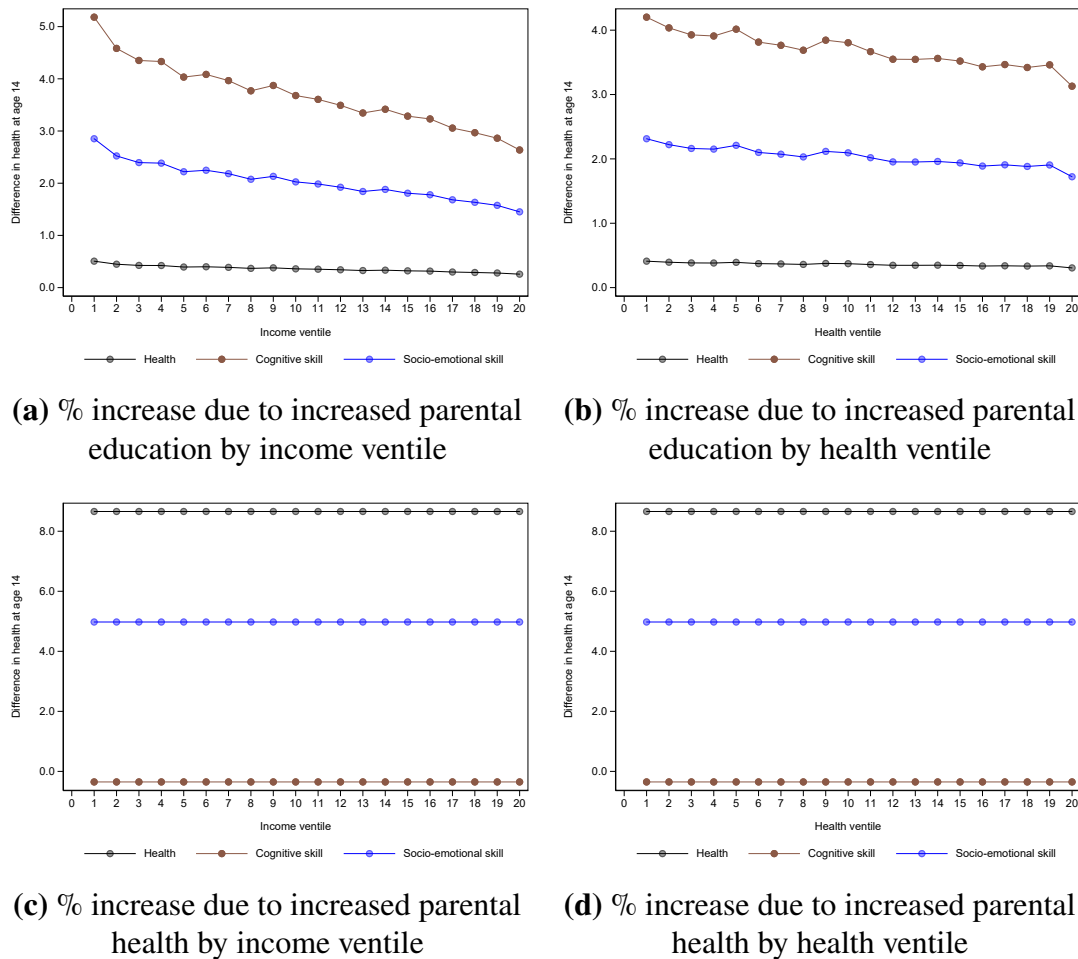 Difference in health at age 14
5.0
4.0
3.0
2.0
1.0
0.0
0 1 2 3 4 5 6 7 8 9 10 11 12 13 14 15 16 17 18 19 20
Income ventile
Health Cognitive skill Socio-emotional skill
(a) % increase due to increased parental
education by income ventile
Difference in health at age 14
4.0
3.0
2.0
1.0
0.0
0 1 2 3 4 5 6 7 8 9 10 11 12 13 14 15 16 17 18 19 20
Health ventile
Health Cognitive skill Socio-emotional skill
(b) % increase due to increased parental
education by health ventile
Difference in health at age 14
8.0
6.0
4.0
2.0
0.0
0 1 2 3 4 5 6 7 8 9 10 11 12 13 14 15 16 17 18 19 20
Income ventile
Health Cognitive skill Socio-emotional skill
(c) % increase due to increased parental
health by income ventile
Difference in health at age 14
8.0
6.0
4.0
2.0
0.0
0 1 2 3 4 5 6 7 8 9 10 11 12 13 14 15 16 17 18 19 20
Health ventile
Health Cognitive skill Socio-emotional skill
(d) % increase due to increased parental
health by health ventile